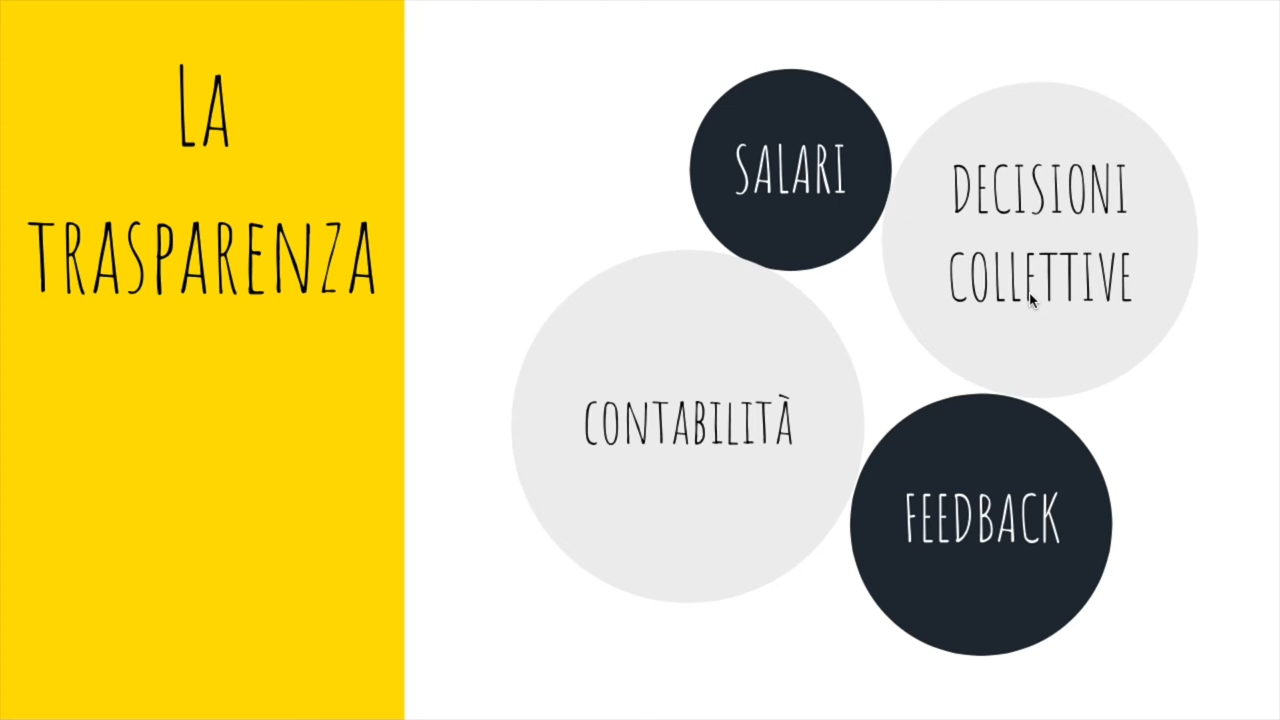 La
TRASPARENZA
SALARI
DECISIONI
COLLETTIVE
CONTABILITÀ
FEEDBACK